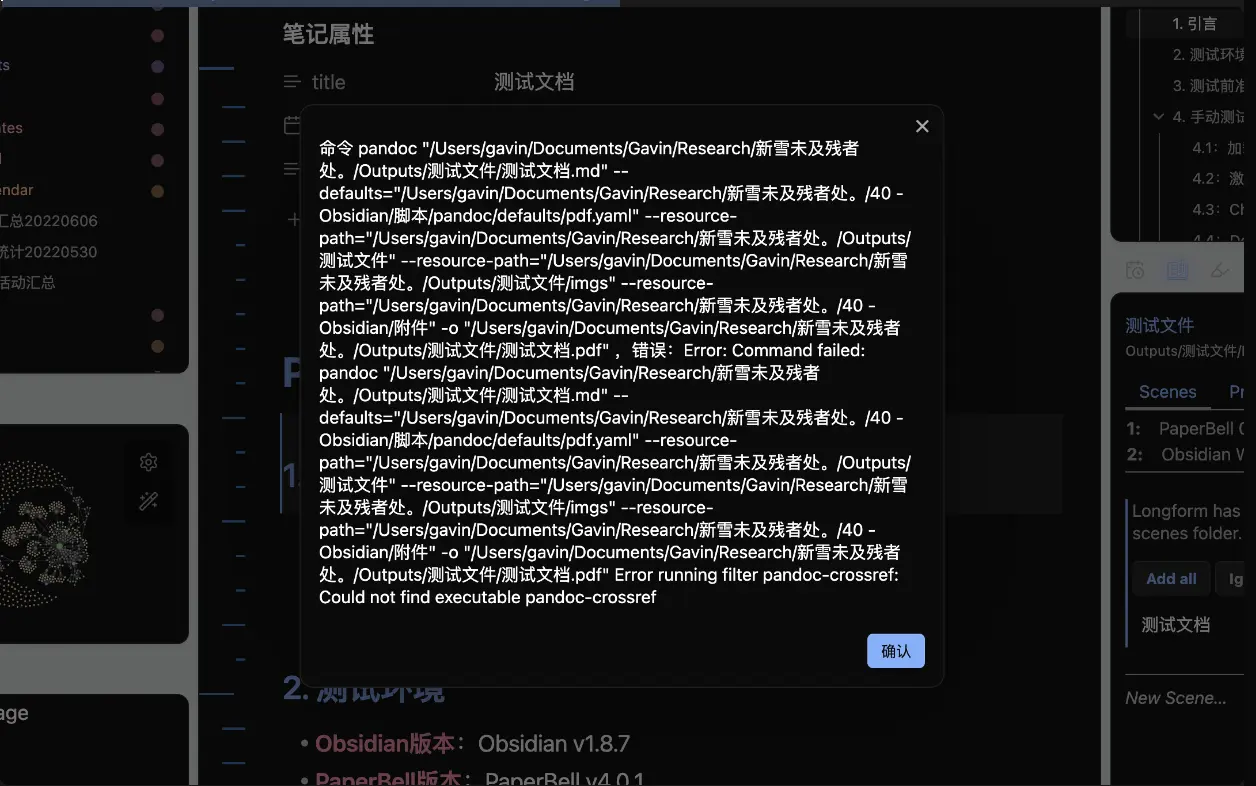 笔记属性
title
测试文档
ts
ates
endar
汇总20220606
统计20220530
活动汇总
命令 pandoc "/Users/gavin/Documents/Gavin/Research/新雪未及残者
处。/Outputs/测试文件/测试文档.md" --
defaults="/Users/gavin/Documents/Gavin/Research/新雪未及残者处。/40 -
Obsidian/脚本/pandoc/defaults/pdf.yaml" --resource-
path="/Users/gavin/Documents/Gavin/Research/新雪未及残者处。/Outputs/
测试文件" --resource-path="/Users/gavin/Documents/Gavin/Research/新雪
未及残者处。/Outputs/测试文件/imgs" --resource-
path="/Users/gavin/Documents/Gavin/Research/新雪未及残者处。/40 -
Obsidian/附件" -o "/Users/gavin/Documents/Gavin/Research/新雪未及残者
处。/Outputs/测试文件/测试文档.pdf" ，错误：Error: Command failed:
pandoc "/Users/gavin/Documents/Gavin/Research/新雪未及残者
处。/Outputs/测试文件/测试文档.md" --
defaults="/Users/gavin/Documents/Gavin/Research/新雪未及残者处。/40 -
Obsidian/脚本/pandoc/defaults/pdf.yaml" --resource-
path="/Users/gavin/Documents/Gavin/Research/新雪未及残者处。/Outputs/
测试文件" --resource-path="/Users/gavin/Documents/Gavin/Research/新雪
未及残者处。/Outputs/测试文件/imgs" --resource-
path="/Users/gavin/Documents/Gavin/Research/新雪未及残者处。/40 -
Obsidian/附件" -o "/Users/gavin/Documents/Gavin/Research/新雪未及残者
处。/Outputs/测试文件/测试文档.pdf" Error running filter pandoc-crossref:
Could not find executable pandoc-crossref
确认
P
1.
2. 测试环境
• Obsidian版本：Obsidian v1.8.7
• PaperBell版本：PaperBell v4.0.1
age
1. 引言
2. 测试环境
3. 测试前准
4. 手动测试
4.1：加
4.2：激
4.3：Ch
测试文件
Outputs/测试文件/
Scenes
Pr
1: PaperBell
2: Obsidian
Longform has
scenes folder.
Add all
Ig
测试文档
New Scene...